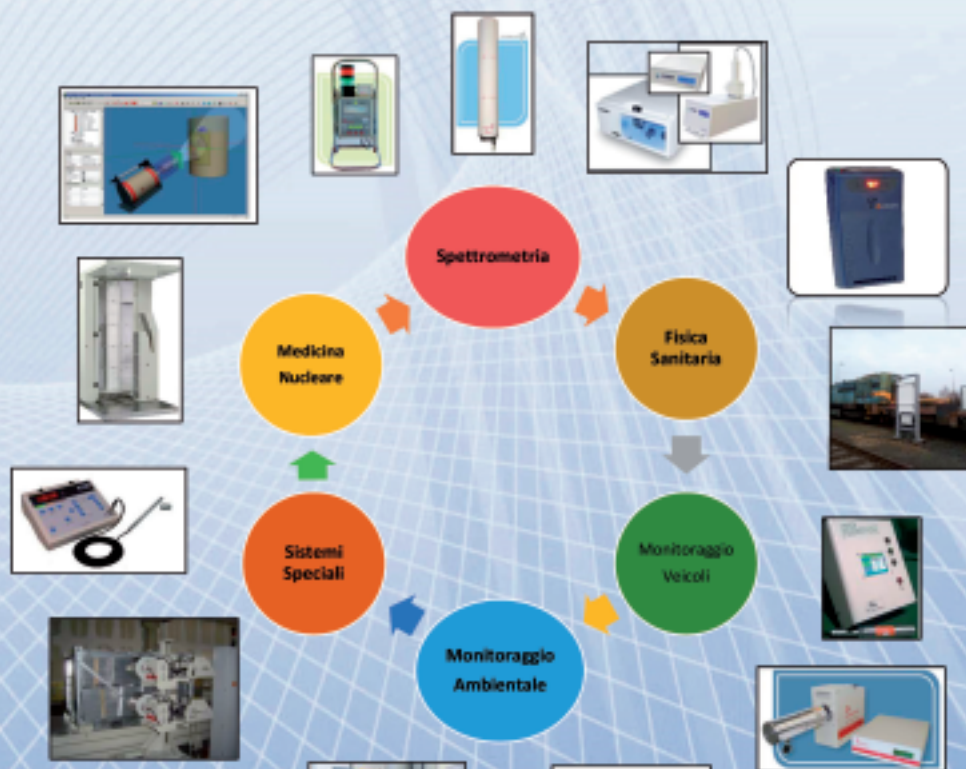 Spettrometria
Fisica
Sanitaria
Monitoraggio
Veicoli
Monitoraggio
Ambientale
Sistemi
Speciali
Medicina
Nucleare